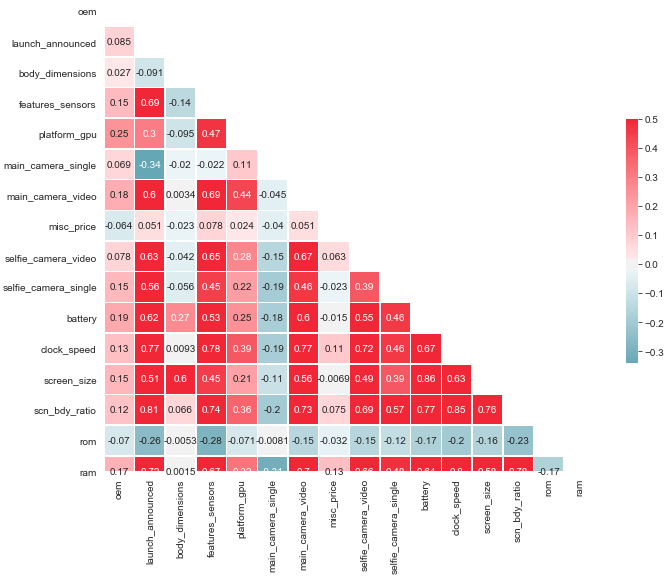 oem
launch_announced 0.085
body_dimensions 0.027 -0.091
features_sensors 0.15 0.69 -0.14
platform_gpu 0.25 0.3 -0.095 0.47
main_camera_single 0.069 -0.34 -0.02 -0.022 0.11
main_camera_video 0.18 0.6 0.0034 0.69 0.44 -0.045
misc_price -0.064 0.051 -0.023 0.078 0.024 -0.04 0.051
selfie_camera_video 0.078 0.63 -0.042 0.65 0.28 -0.15 0.67 0.063
selfie_camera_single 0.15 0.56 -0.056 0.45 0.22 -0.19 0.46 -0.023 0.39
battery 0.19 0.62 0.27 0.53 0.25 -0.18 0.6 -0.015 0.55 0.46
clock_speed 0.13 0.77 0.0093 0.78 0.39 -0.19 0.77 0.11 0.72 0.46 0.67
screen_size 0.15 0.51 0.6 0.45 0.21 -0.11 0.56 -0.0069 0.49 0.39 0.86 0.63
scn_bdy_ratio 0.12 0.81 0.066 0.74 0.36 -0.2 0.73 0.075 0.69 0.57 0.77 0.85 0.76
rom -0.07 -0.26 -0.0053 -0.28 -0.071 -0.0081 -0.15 -0.032 -0.15 -0.12 -0.17 -0.2 -0.16 -0.23
ram 0.17 0.0015 0.13 -0.17
oem launch_announced body_dimensions features_sensors platform_gpu main_camera_single main_camera_video misc_price selfie_camera_video selfie_camera_single battery clock_speed screen_size scn_bdy_ratio rom ram
0.5
0.4
0.3
0.2
0.1
0.0
−0.1
−0.2
−0.3